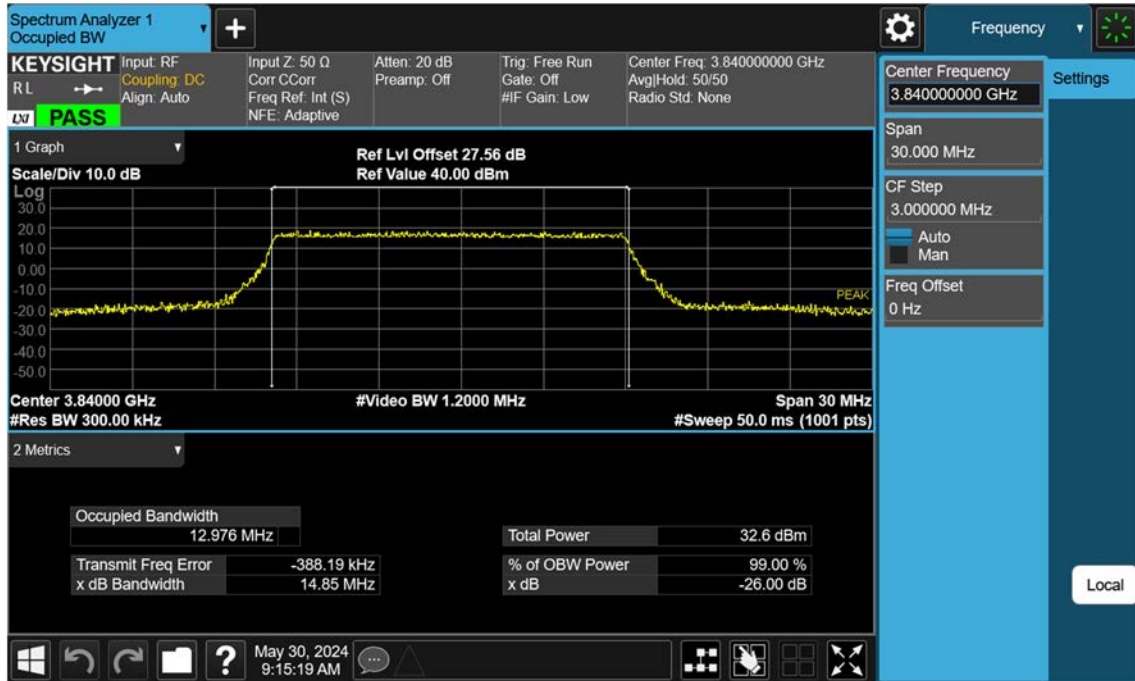 Spectrum Analyzer 1
Occupied BW
Frequency
KEYSIGHT
R L
LXI PASS
Input: RF
Coupling: DC
Align: Auto
Input Z: 50 Ω
Corr CCorr
Freq Ref: Int (S)
NFE: Adaptive
Atten: 20 dB
Preamp: Off
Trig: Free Run
Gate: Off
#IF Gain: Low
Center Freq: 3.840000000 GHz
Avg|Hold: 50/50
Radio Std: None
Center Frequency
3.840000000 GHz
Settings
Span
30.000 MHz
CF Step
3.000000 MHz
Auto
Man
Freq Offset
0 Hz
Local
1 Graph
Scale/Div 10.0 dB
Ref Lvl Offset 27.56 dB
Ref Value 40.00 dBm
Log
30.0
20.0
10.0
0.00
-10.0
-20.0
-30.0
-40.0
-50.0
PEAK
Center 3.84000 GHz
#Video BW 1.2000 MHz
Span 30 MHz
#Res BW 300.00 kHz
#Sweep 50.0 ms (1001 pts)
2 Metrics
Occupied Bandwidth
12.976 MHz
Total Power 32.6 dBm
Transmit Freq Error -388.19 kHz
% of OBW Power 99.00 %
x dB Bandwidth 14.85 MHz
x dB -26.00 dB
?
May 30, 2024
9:15:19 AM